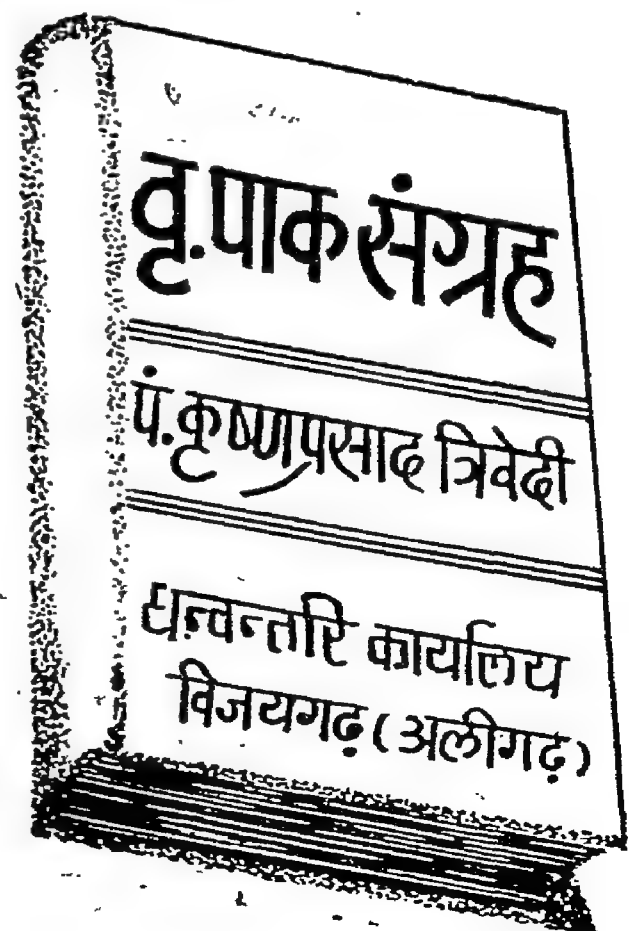 वृ.पाक संग्रह
पं.कृष्णप्रसाद त्रिवेदी
धन्वन्तरि कार्यालय
विजयगढ़ (अलीगढ़)